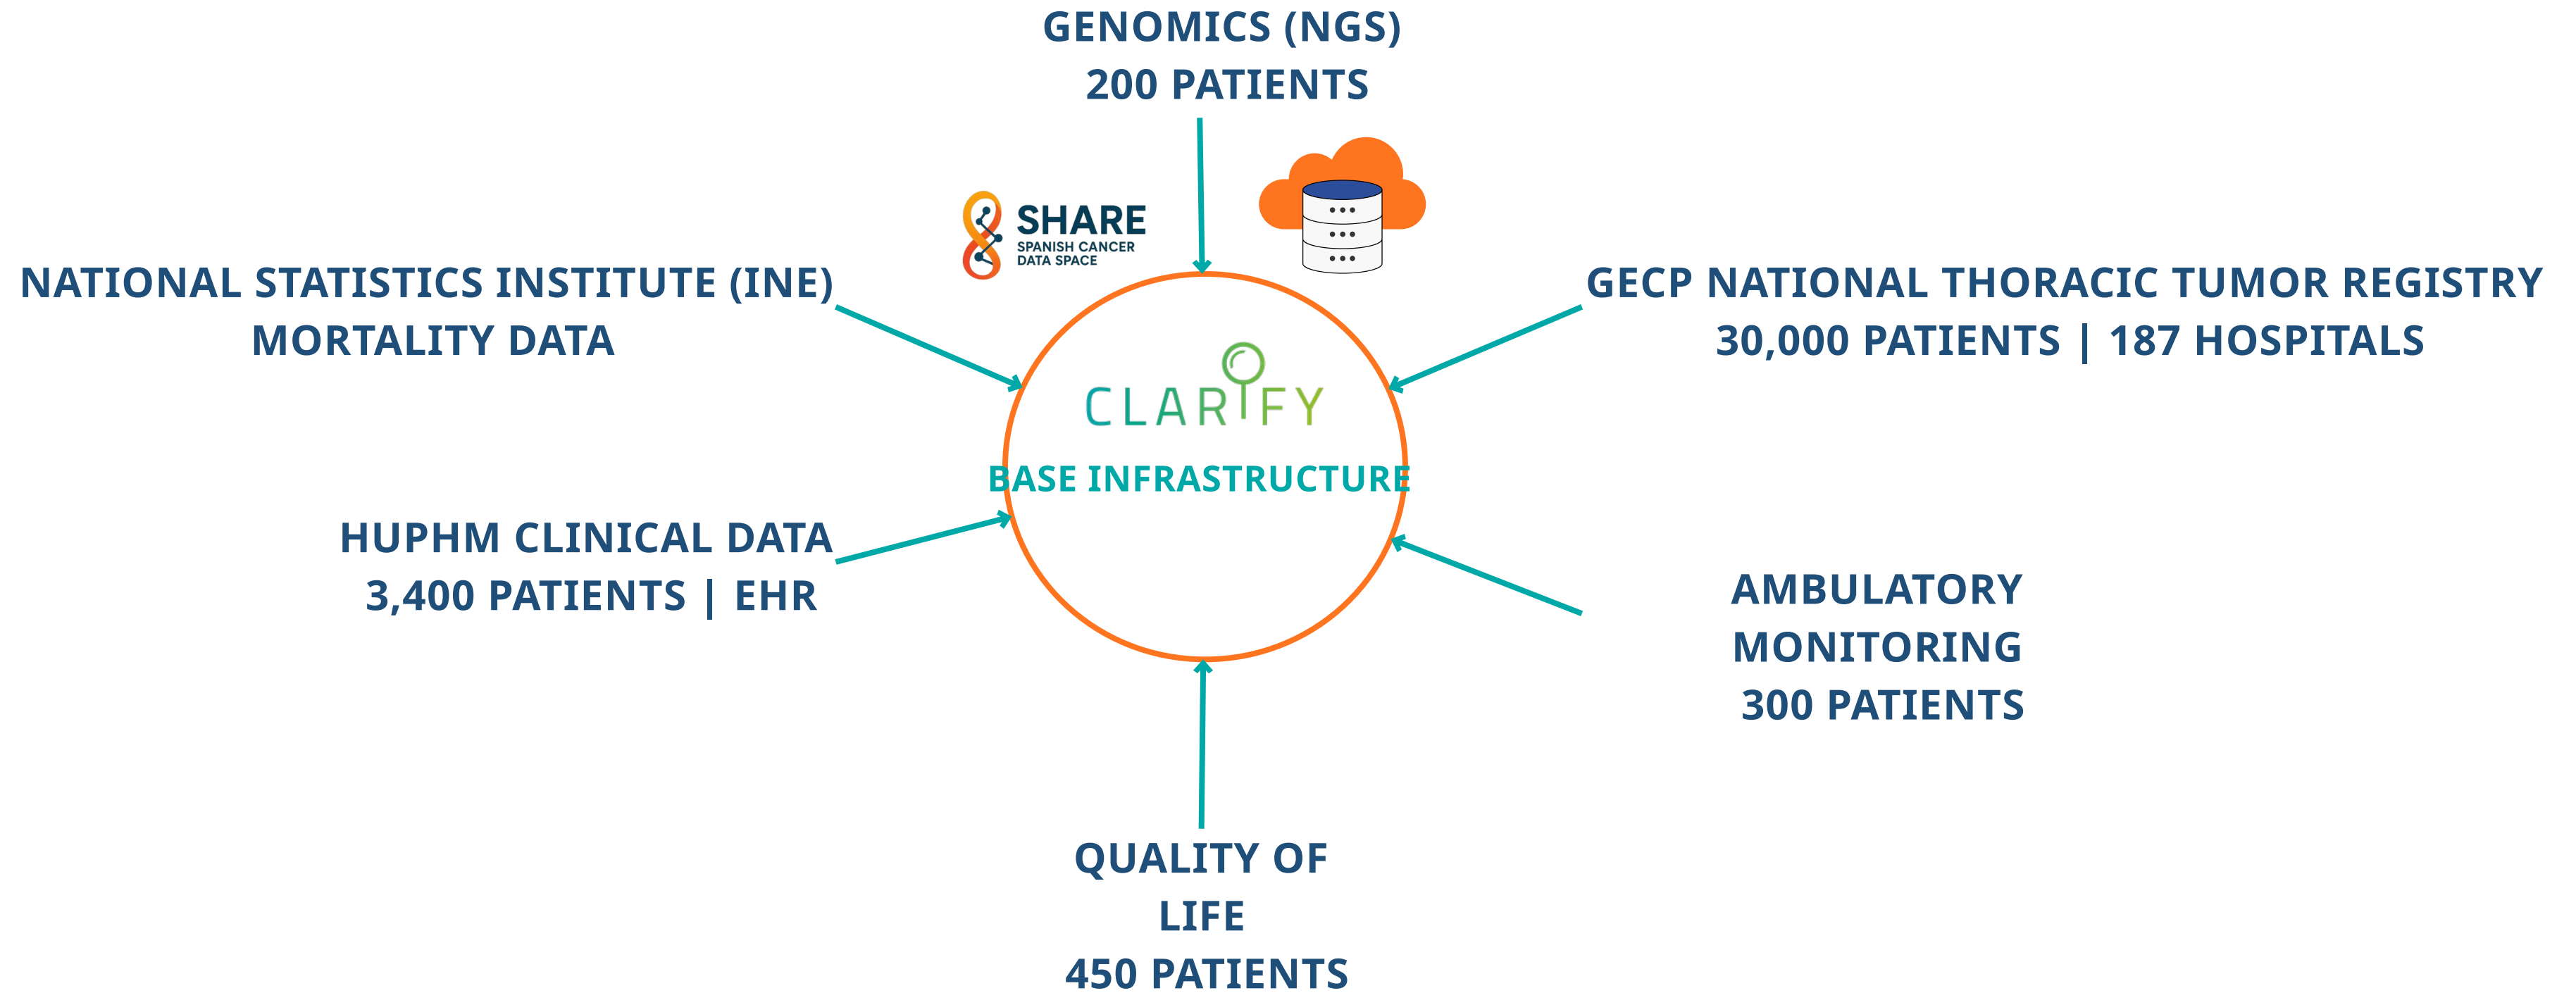 GENOMICS (NGS)
200 PATIENTS
SHARE
SPANISH CANCER
DATA SPACE
NATIONAL STATISTICS INSTITUTE (INE)
MORTALITY DATA
GECP NATIONAL THORACIC TUMOR REGISTRY
30,000 PATIENTS | 187 HOSPITALS
CLARIFY
BASE INFRASTRUCTURE
HUPHM CLINICAL DATA
3,400 PATIENTS | EHR
AMBULATORY
MONITORING
300 PATIENTS
QUALITY OF
LIFE
450 PATIENTS